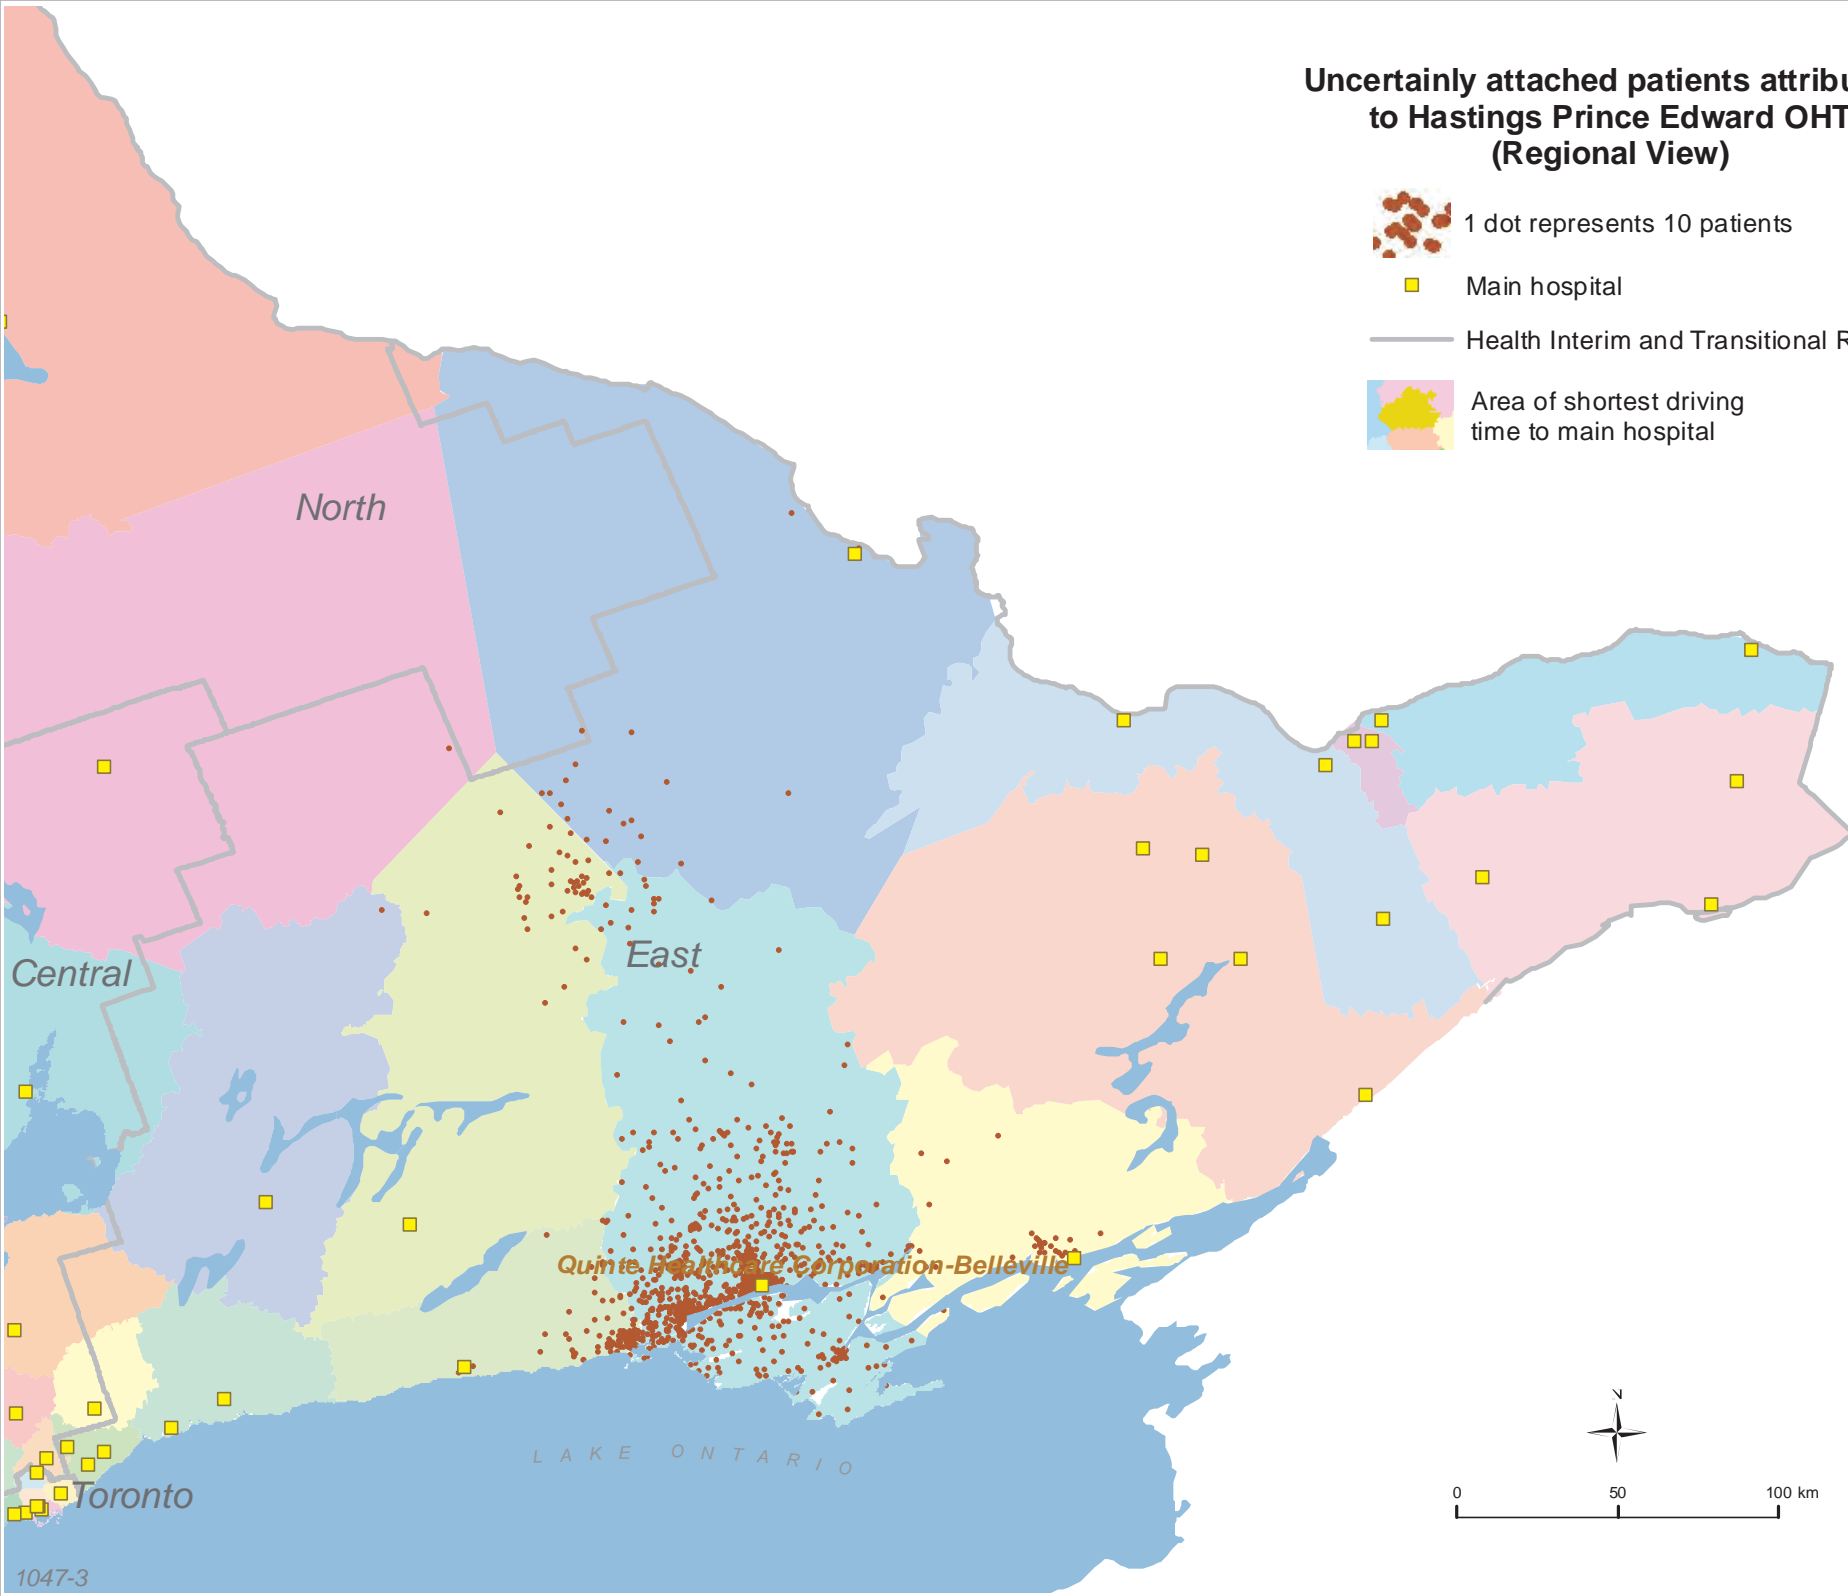 Uncertainly attached patients attribu
to Hastings Prince Edward OHT
(Regional View)
1 dot represents 10 patients
Main hospital
Health Interim and Transitional R
Area of shortest driving
time to main hospital
North
East
Central
Quinte Healthcare Corporation-Belleville
LAKE ONTARIO
Toronto
N
0 50 100 km
1047-3